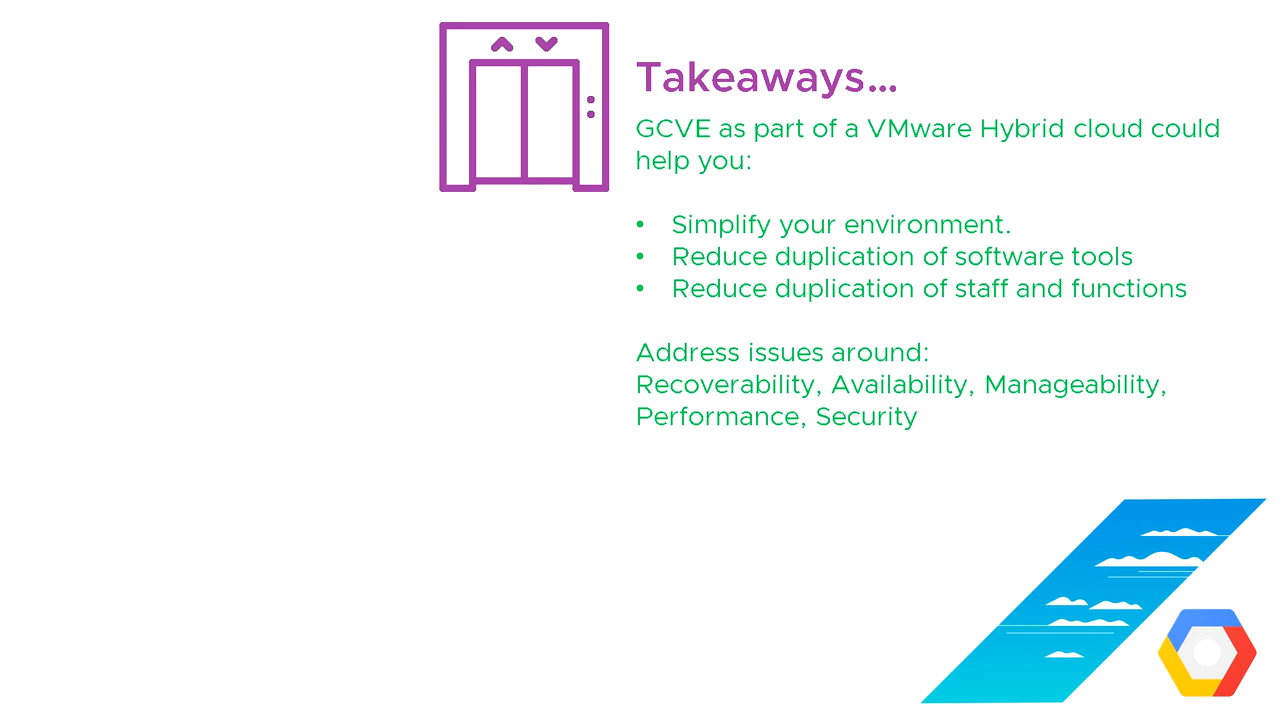 Takeaways...
GCVE as part of a VMware Hybrid cloud could
help you:
• Simplify your environment.
• Reduce duplication of software tools
• Reduce duplication of staff and functions
Address issues around:
Recoverability, Availability, Manageability,
Performance, Security